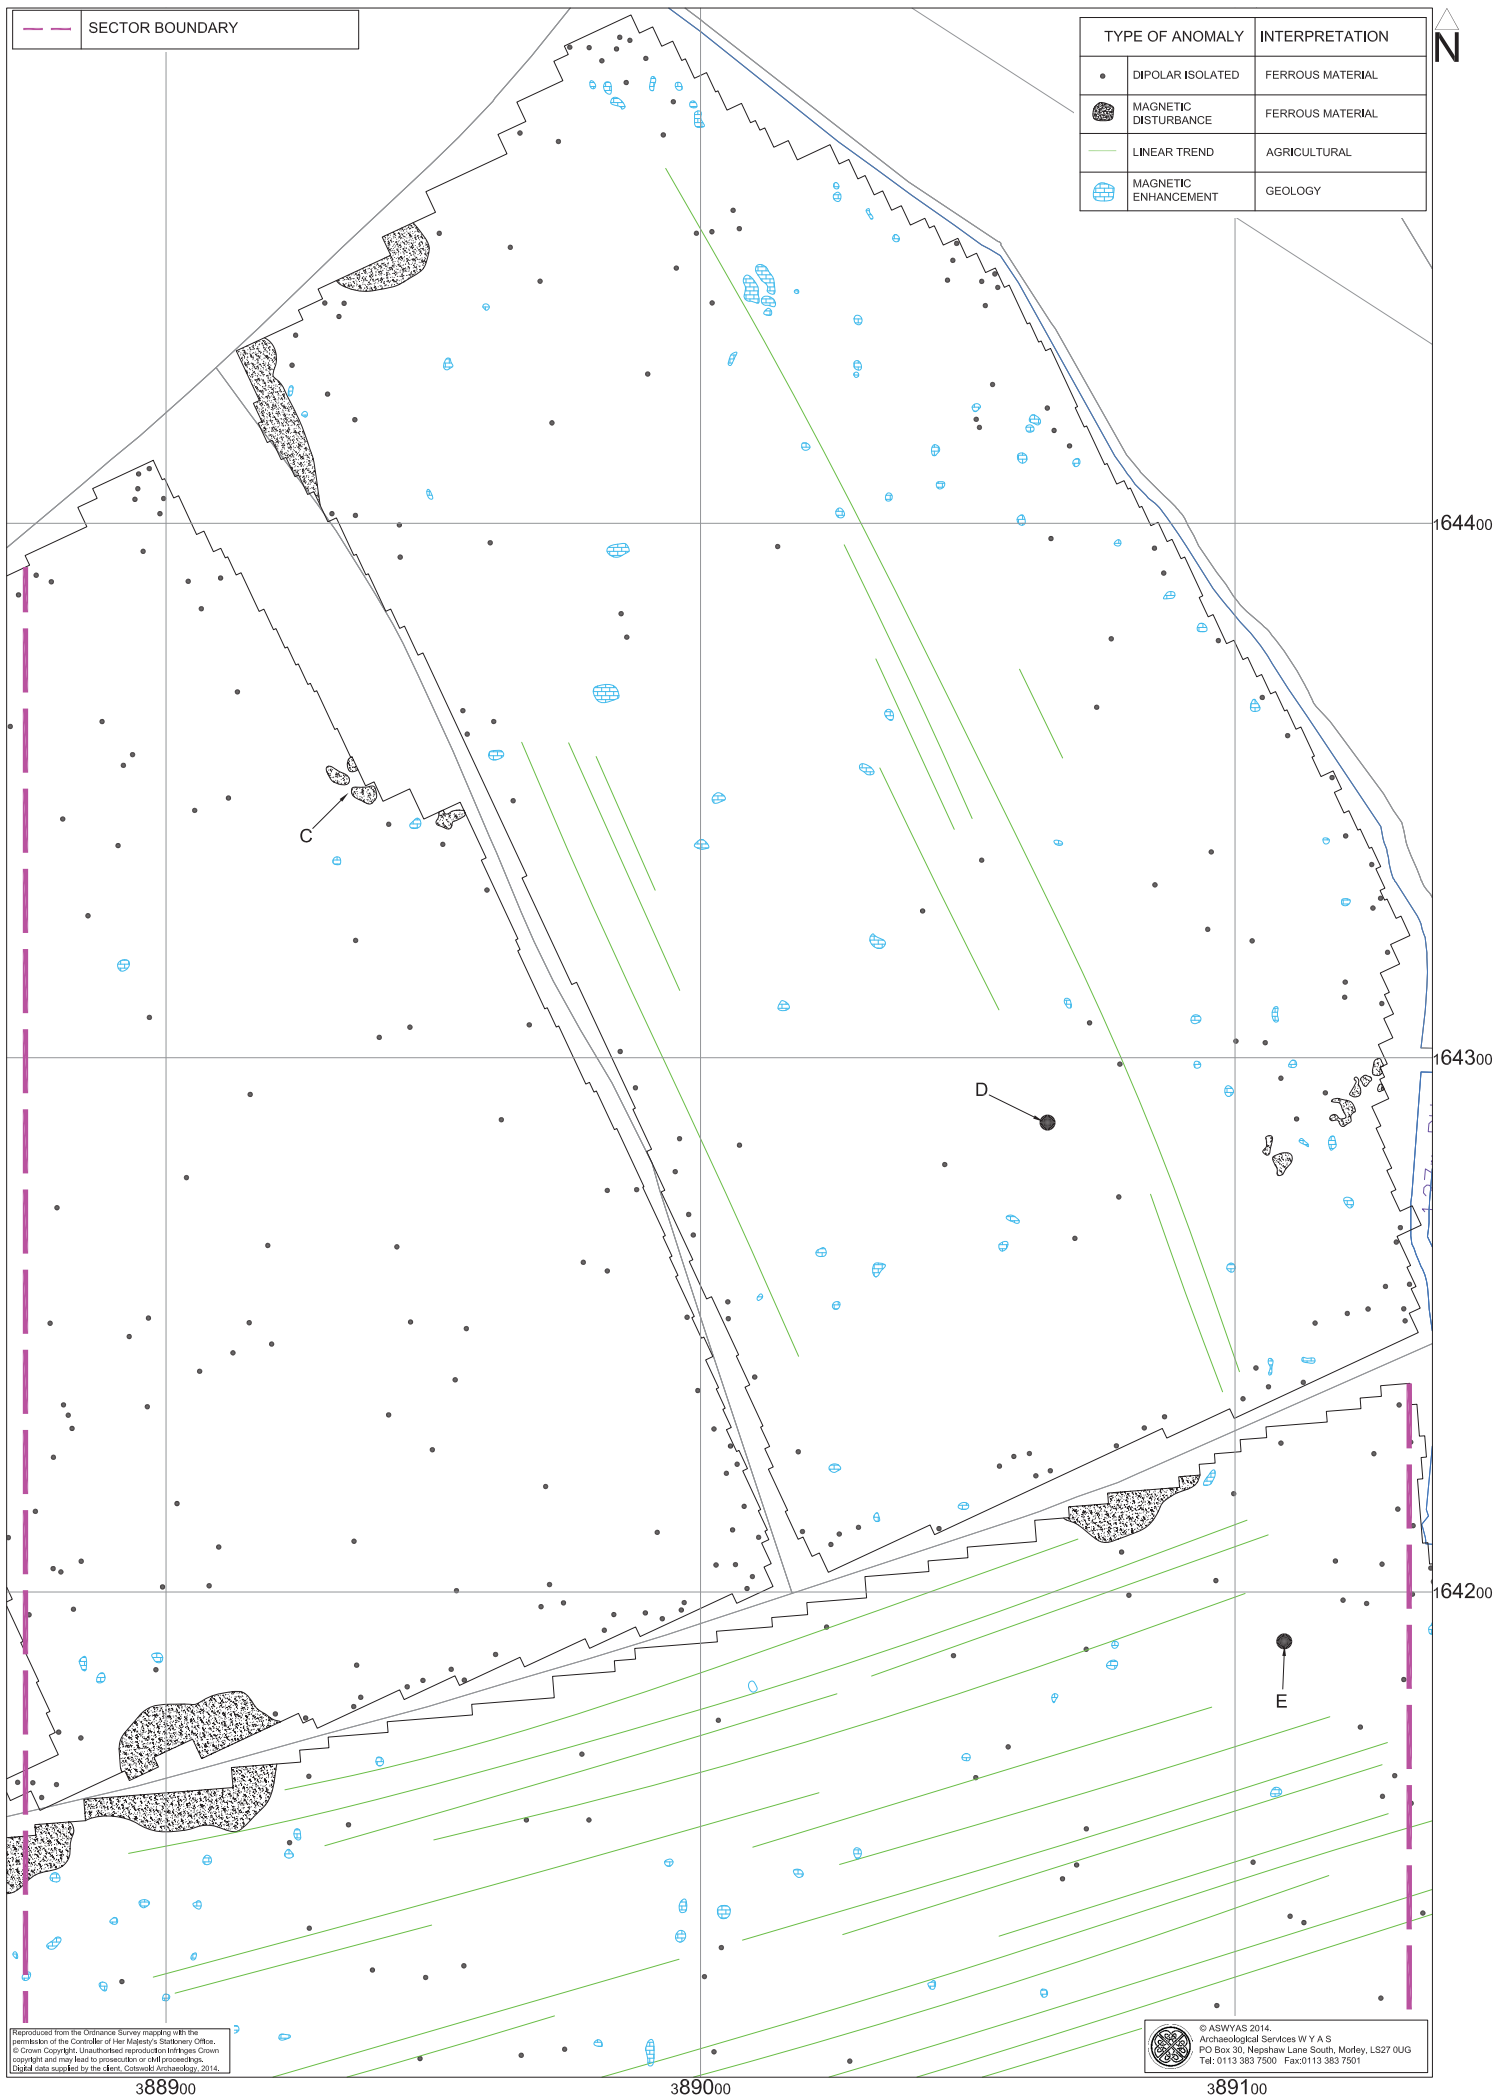 SECTOR BOUNDARY
TYPE OF ANOMALY INTERPRETATION
DIPOLAR ISOLATED FERROUS MATERIAL
MAGNETIC
DISTURBANCE
FERROUS MATERIAL
LINEAR TREND AGRICULTURAL
MAGNETIC
ENHANCEMENT
GEOLOGY
N
164400
C
164300
D
164200
E
Reproduced from the Ordnance Survey mapping with the
permission of the Controller of Her Majesty's Stationery Office.
© Crown Copyright. Unauthorised reproduction infringes Crown
copyright and may lead to prosecution or civil proceedings.
Digital data supplied by the client, Cotswold Archaeology, 2014.
© ASWYAS 2014.
Archaeological Services W Y A S
PO Box 30, Nepshaw Lane South, Morley, LS27 0UG
Tel: 0113 383 7500 Fax:0113 383 7501
388900 389000 389100